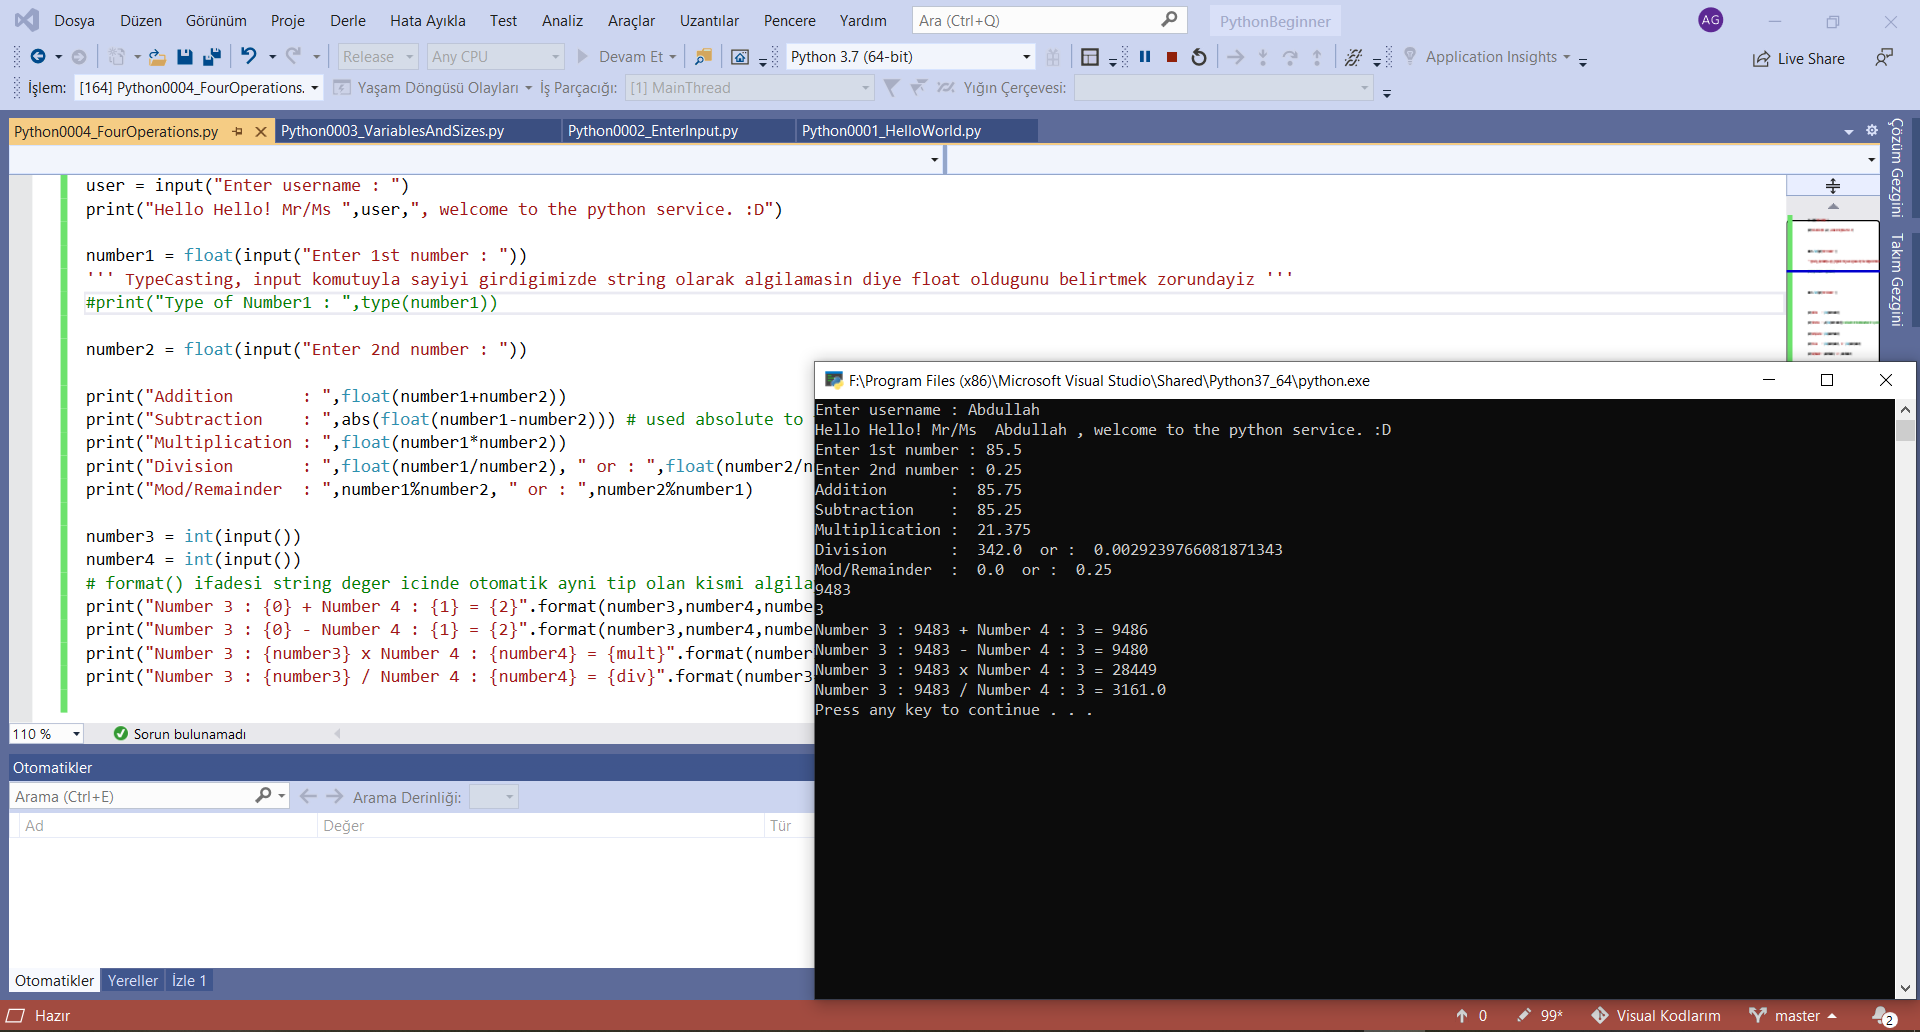 Dosya Düzen Görünüm Proje Derle Hata Ayıkla Test Analiz Araçlar Uzantılar Pencere Yardım Ara (Ctrl+Q) PythonBeginner AG
Release Any CPU Devam Et Python 3.7 (64-bit) Application Insights Live Share
İşlem: [164] Python0004_FourOperations. Yaşam Döngüsü Olayları İş Parçacığı: [1] MainThread Yığın Çerçevesi:
Python0004_FourOperations.py Python0003_VariablesAndSizes.py Python0002_EnterInput.py Python0001_HelloWorld.py
Çözüm Gezgini
Takım Gezgini
user = input("Enter username : ")
print("Hello Hello! Mr/Ms ",user,", welcome to the python service. :D")
number1 = float(input("Enter 1st number : "))
''' TypeCasting, input komutuyla sayiyi girdigimizde string olarak algilamasin diye float oldugunu belirtmek zorundayiz '''
#print("Type of Number1 : ",type(number1))
number2 = float(input("Enter 2nd number : "))
print("Addition       : ",float(number1+number2))
print("Subtraction    : ",abs(float(number1-number2))) # used absolute to
print("Multiplication : ",float(number1*number2))
print("Division       : ",float(number1/number2), " or : ",float(number2/n
print("Mod/Remainder  : ",number1%number2, " or : ",number2%number1)
number3 = int(input())
number4 = int(input())
# format() ifadesi string deger icinde otomatik ayni tip olan kismi algila
print("Number 3 : {0} + Number 4 : {1} = {2}".format(number3,number4,numbe
print("Number 3 : {0} - Number 4 : {1} = {2}".format(number3,number4,numbe
print("Number 3 : {number3} x Number 4 : {number4} = {mult}".format(number
print("Number 3 : {number3} / Number 4 : {number4} = {div}".format(number3
110 % Sorun bulunamadı
Otomatikler
Arama (Ctrl+E) Arama Derinliği:
Ad Değer Tür
Otomatikler Yereller İzle 1
F:\Program Files (x86)\Microsoft Visual Studio\Shared\Python37_64\python.exe
Enter username : Abdullah
Hello Hello! Mr/Ms  Abdullah , welcome to the python service. :D
Enter 1st number : 85.5
Enter 2nd number : 0.25
Addition       :  85.75
Subtraction    :  85.25
Multiplication :  21.375
Division       :  342.0  or :  0.0029239766081871343
Mod/Remainder  :  0.0  or :  0.25
9483
3
Number 3 : 9483 + Number 4 : 3 = 9486
Number 3 : 9483 - Number 4 : 3 = 9480
Number 3 : 9483 x Number 4 : 3 = 28449
Number 3 : 9483 / Number 4 : 3 = 3161.0
Press any key to continue . . .
Hazır 0 99* Visual Kodlarım master 2